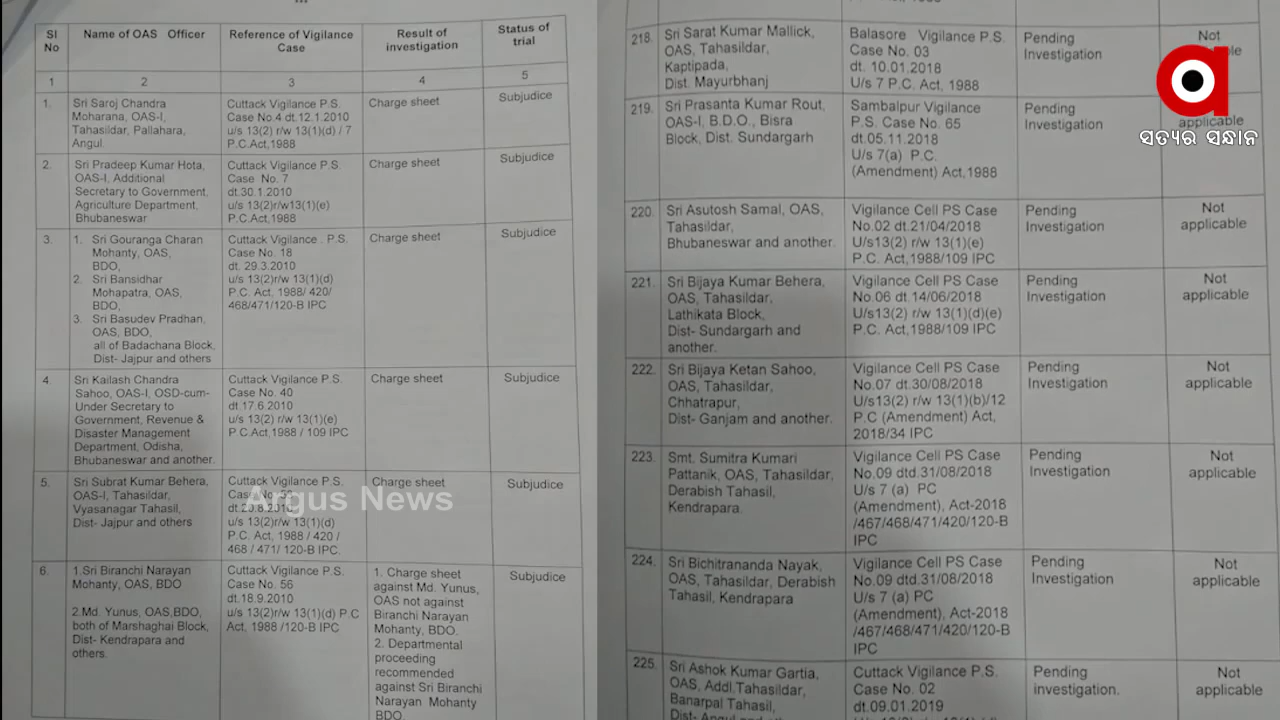 Sl No
Name of OAS Officer
Reference of Vigilance Case
Result of investigation
Status of trial
1
2
3
4
5
1.
Sri Saroj Chandra
Moharana, OAS-I,
Tahasildar, Pallahara,
Angul.
Cuttack Vigilance P.S.
Case No.4 dt.12.1.2010
u/s 13(2) r/w 13(1)(d) / 7
P.C.Act,1988
Charge sheet
Subjudice
2.
Sri Pradeep Kumar Hota,
OAS-I, Additional
Secretary to Government,
Agriculture Department,
Bhubaneswar
Cuttack Vigilance P.S.
Case No. 7
dt.30.1.2010
u/s 13(2)r/w13(1)(e)
P.C.Act,1988
Charge sheet
Subjudice
3.
1. Sri Gouranga Charan
Mohanty, OAS,
BDO,
2. Sri Bansidhar
Mohapatra, OAS,
BDO,
3. Sri Basudev Pradhan,
OAS, BDO,
all of Badachana Block,
Dist- Jajpur and others
Cuttack Vigilance . P.S.
Case No. 18
dt. 29.3.2010
u/s 13(2)r/w 13(1)(d)
P.C. Act, 1988/ 420/
468/471/120-B IPC
Charge sheet
Subjudice
4.
Sri Kailash Chandra
Sahoo, OAS-I, OSD-cum-
Under Secretary to
Government, Revenue &
Disaster Management
Department, Odisha,
Bhubaneswar and another.
Cuttack Vigilance P.S.
Case No. 40
dt.17.6.2010
u/s 13(2) r/w 13(1)(e)
P.C.Act,1988 / 109 IPC
Charge sheet
Subjudice
5.
Sri Subrat Kumar Behera,
OAS-I, Tahasildar,
Vyasanagar Tahasil,
Dist- Jajpur and others
Cuttack Vigilance P.S.
u/s 13(2)r/w 13(1)(d)
P.C. Act, 1988 / 420 /
468 / 471/ 120-B IPC.
Charge sheet
Subjudice
6.
1.Sri Biranchi Narayan
Mohanty, OAS, BDO
2.Md. Yunus, OAS,BDO,
both of Marshaghai Block,
Dist- Kendrapara and
others.
Cuttack Vigilance P.S.
Case No. 56
dt.18.9.2010
u/s 13(2)r/w 13(1)(d) P.C
Act, 1988 /120-B IPC
1. Charge sheet
against Md. Yunus,
OAS not against
Biranchi Narayan
Mohanty, BDO.
2. Departmental
proceeding
recommended
against Sri Biranchi
Narayan Mohanty
BDO
Subjudice
Argus News
218.
Sri Sarat Kumar Mallick,
OAS, Tahasildar,
Kaptipada,
Dist. Mayurbhanj
Balasore Vigilance P.S.
Case No. 03
dt. 10.01.2018
U/s 7 P.C. Act, 1988
Pending
Investigation
Not
219.
Sri Prasanta Kumar Rout,
OAS-I, B.D.O., Bisra
Block, Dist. Sundargarh
Sambalpur Vigilance
P.S. Case No. 65
dt.05.11.2018
U/s 7(a) P.C.
(Amendment) Act,1988
Pending
Investigation
applicable
220.
Sri Asutosh Samal, OAS,
Tahasildar,
Bhubaneswar and another.
Vigilance Cell PS Case
No.02 dt.21/04/2018
U/s13(2) r/w 13(1)(e)
P.C. Act,1988/109 IPC
Pending
Investigation
Not
applicable
221.
Sri Bijaya Kumar Behera,
OAS, Tahasildar,
Lathikata Block,
Dist- Sundargarh and
another.
Vigilance Cell PS Case
No.06 dt.14/06/2018
U/s13(2) r/w 13(1)(d)(e)
P.C. Act,1988/109 IPC
Pending
Investigation
Not
applicable
222.
Sri Bijaya Ketan Sahoo,
OAS, Tahasildar,
Chhatrapur,
Dist- Ganjam and another.
Vigilance Cell PS Case
No.07 dt.30/08/2018
U/s13(2) r/w 13(1)(b)/12
P.C (Amendment) Act,
2018/34 IPC
Pending
Investigation
Not
applicable
223.
Smt. Sumitra Kumari
Pattanik, OAS, Tahasildar,
Derabish Tahasil,
Kendrapara.
Vigilance Cell PS Case
No.09 dtd.31/08/2018
U/s 7 (a) PC
(Amendment), Act-2018
/467/468/471/420/120-B
IPC
Pending
Investigation
Not
applicable
224.
Sri Bichitrananda Nayak,
OAS, Tahasildar, Derabish
Tahasil, Kendrapara
Vigilance Cell PS Case
No.09 dtd.31/08/2018
U/s 7 (a) PC
(Amendment), Act-2018
/467/468/471/420/120-B
IPC
Pending
Investigation
Not
applicable
225.
Sri Ashok Kumar Gartia,
OAS, Addl.Tahasildar,
Banarpal Tahasil,
Cuttack Vigilance P.S.
Case No. 02
dt.09.01.2019
Pending
investigation.
Not
applicable
ସତ୍ୟର ସନ୍ଧାନ